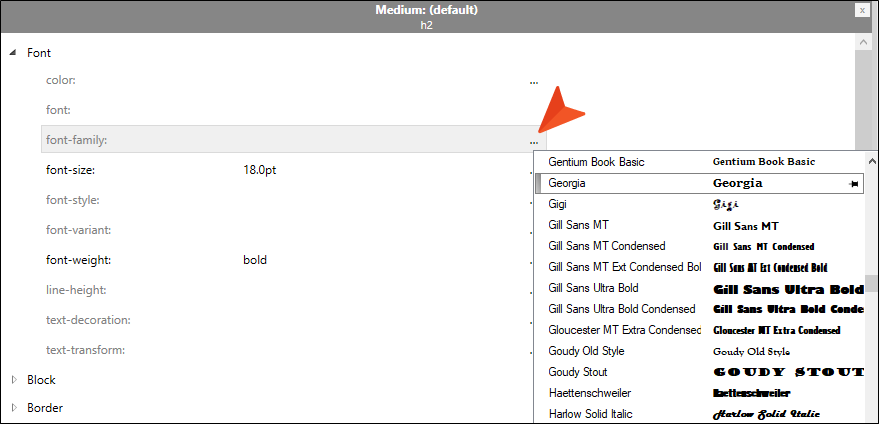 Medium: (default)
x
h2
Font
color: ...
font:
font-family: ...
font-size: 18.0pt
font-style:
font-variant:
font-weight: bold
line-height:
text-decoration:
text-transform:
Block
Border
Gentium Book Basic Gentium Book Basic
Georgia Georgia
Gigi Gigi
Gill Sans MT Gill Sans MT
Gill Sans MT Condensed Gill Sans MT Condensed
Gill Sans MT Ext Condensed Bol Gill Sans MT Ext Condensed Bold
Gill Sans Ultra Bold Gill Sans Ultra Bold
Gill Sans Ultra Bold Condensed Gill Sans Ultra Bold Conde
Gloucester MT Extra Condensed Gloucester MT Extra Condensed
Goudy Old Style Goudy Old Style
Goudy Stout GOUDY STOUT
Haettenschweiler Haettenschweiler
Harlow Solid Italic Harlow Solid Italic